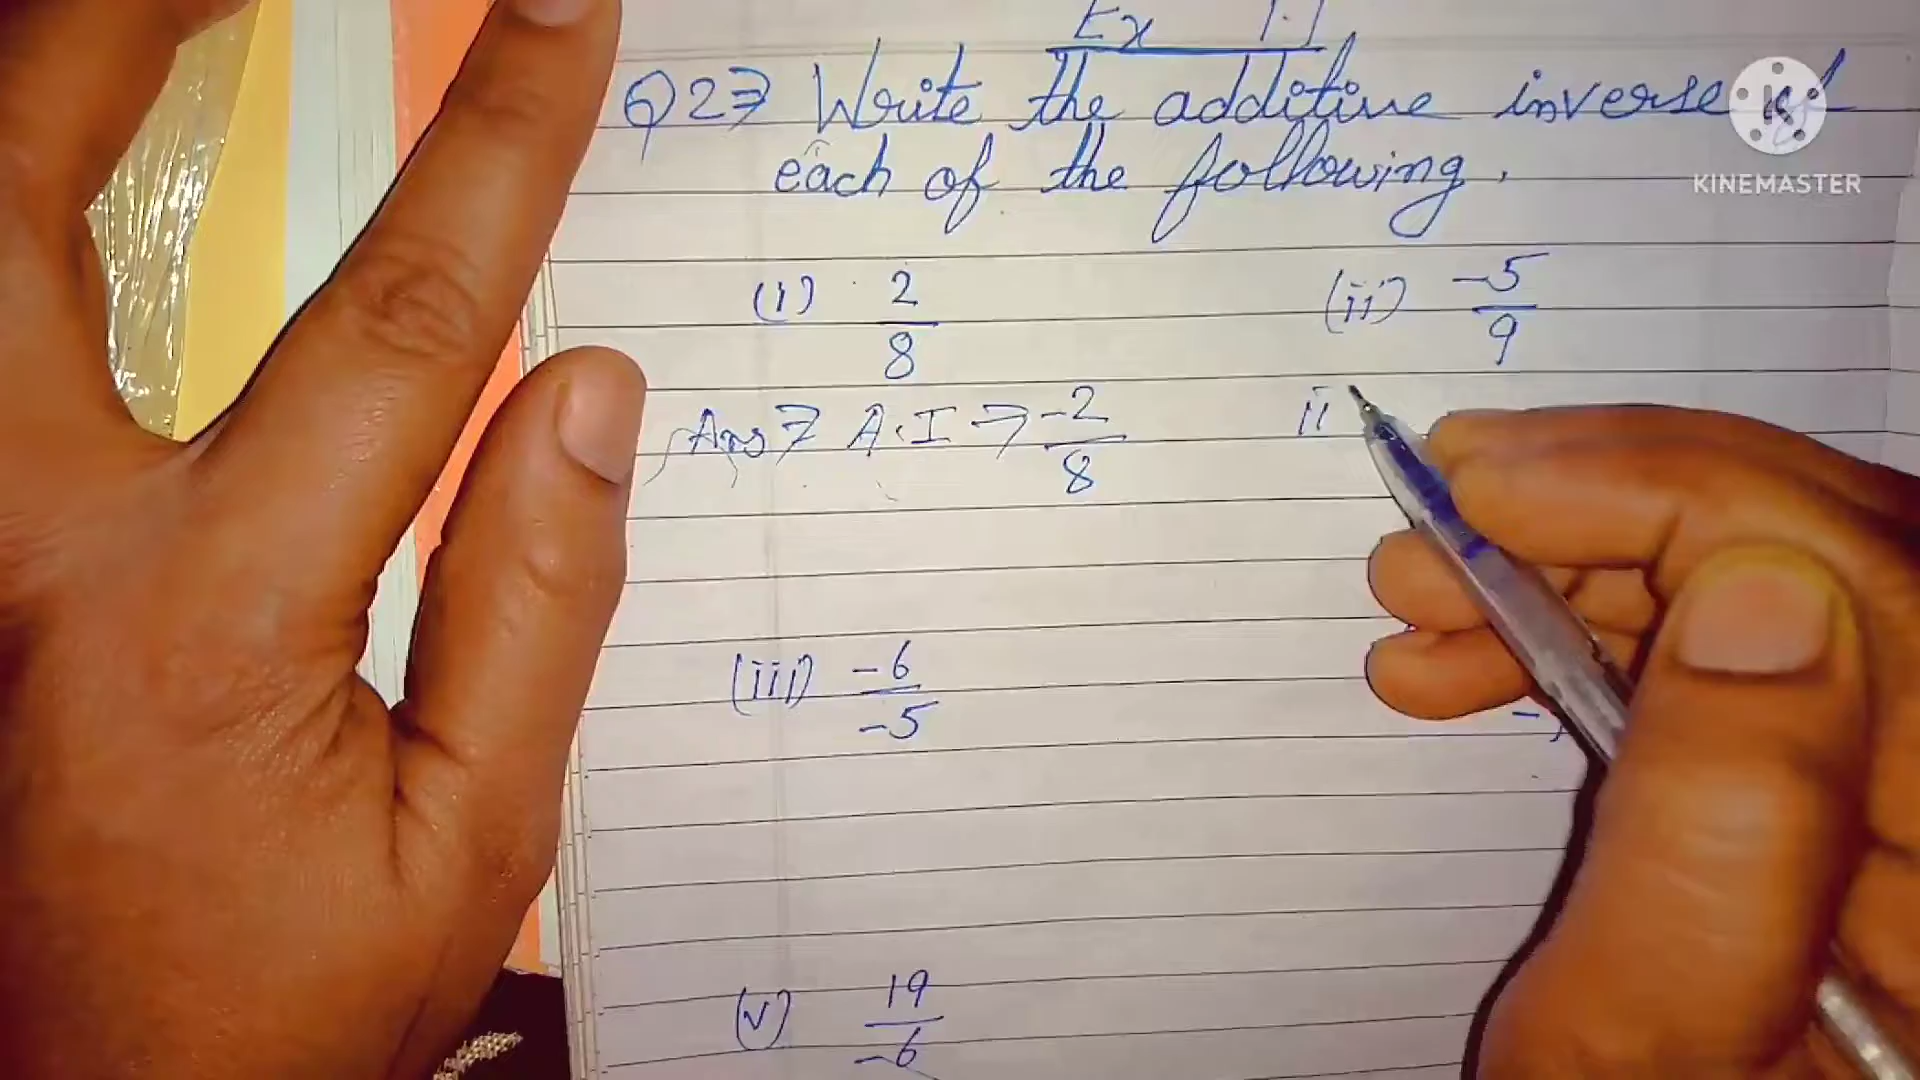 Ex 1.1
Q2⇒ Write the additive inverse of
each of the following.
(i) 2/8 (ii) -5/9
Ans⇒ A.I ⇒ -2/8 ii
(iii) -6/-5
(v) 19/-6
KINEMASTER